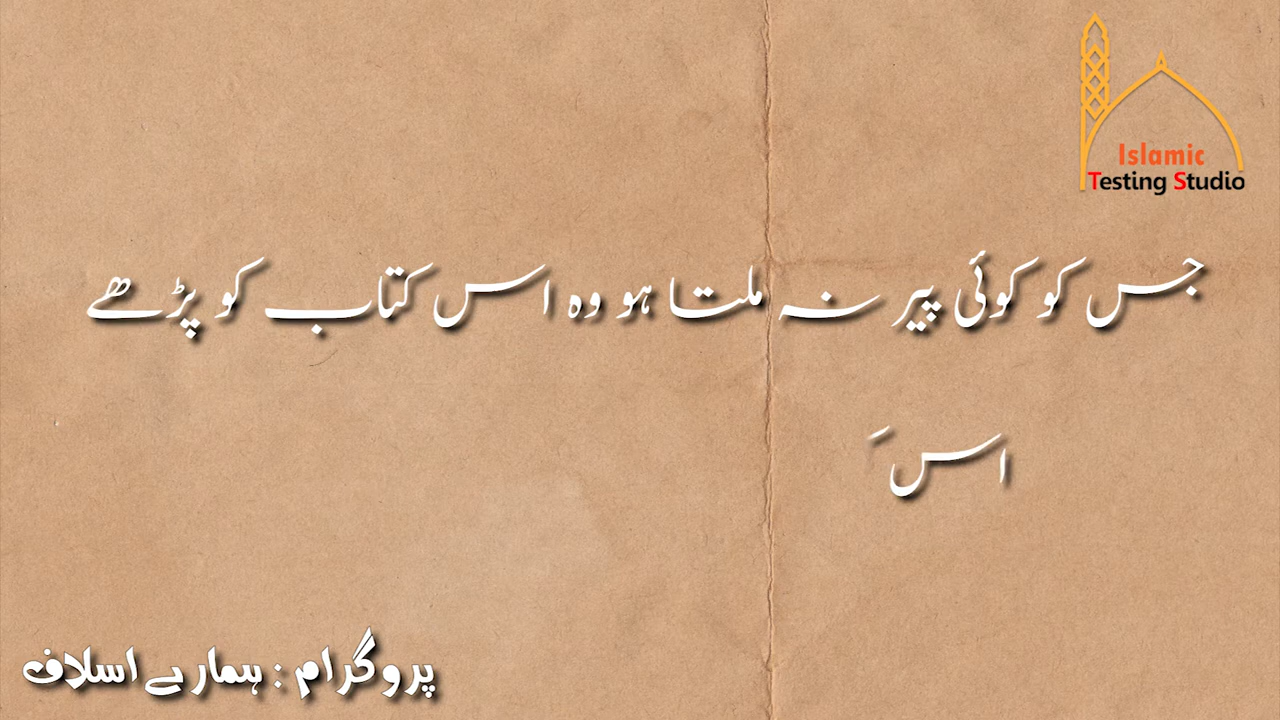 Islamic
Testing Studio
جس کو کوئی پیر نہ ملتا ہو وہ اس کتاب کو پڑھے
اس
پروگرام : ہمارے اسلاف